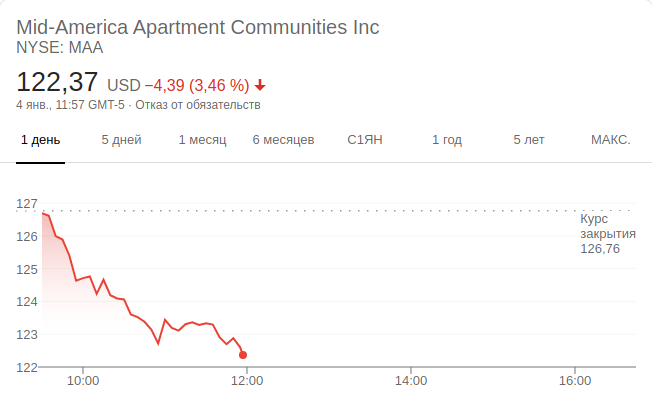 Mid-America Apartment Communities Inc
NYSE: MAA
122,37 USD −4,39 (3,46 %)
4 янв., 11:57 GMT-5 · Отказ от обязательств
1 день 5 дней 1 месяц 6 месяцев С1ЯН 1 год 5 лет МАКС.
127
Курс
закрытия
126,76
126
125
124
123
122
10:00 12:00 14:00 16:00